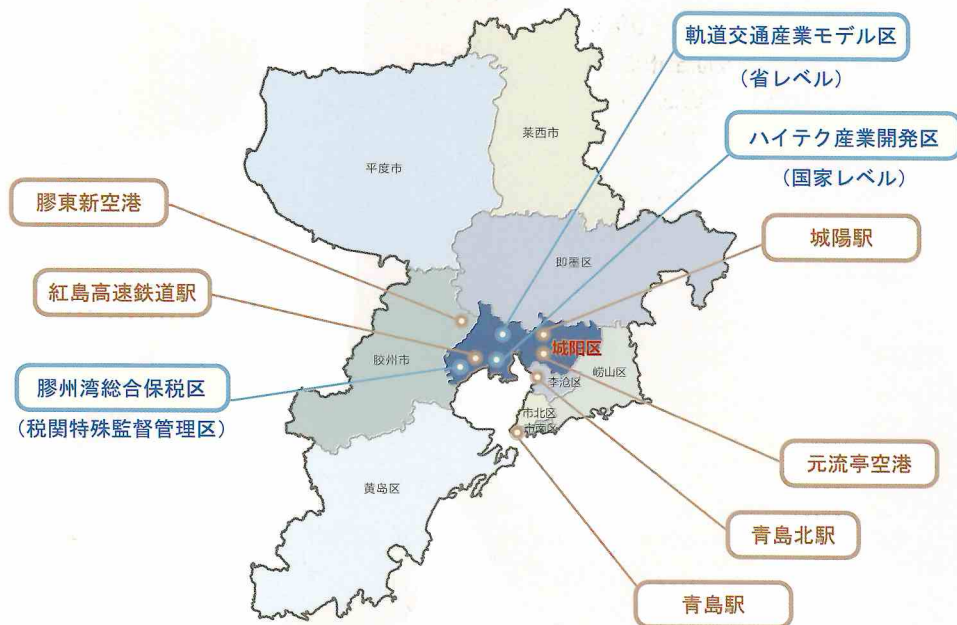 軌道交通産業モデル区
(省レベル)
ハイテク産業開発区
(国家レベル)
莱西市
平度市
膠東新空港
城陽駅
即墨区
紅島高速鉄道駅
城阳区
胶州市
崂山区
膠州湾総合保税区
(税関特殊監督管理区)
李沧区
市北区
市南区
元流亭空港
黄岛区
青島北駅
青島駅